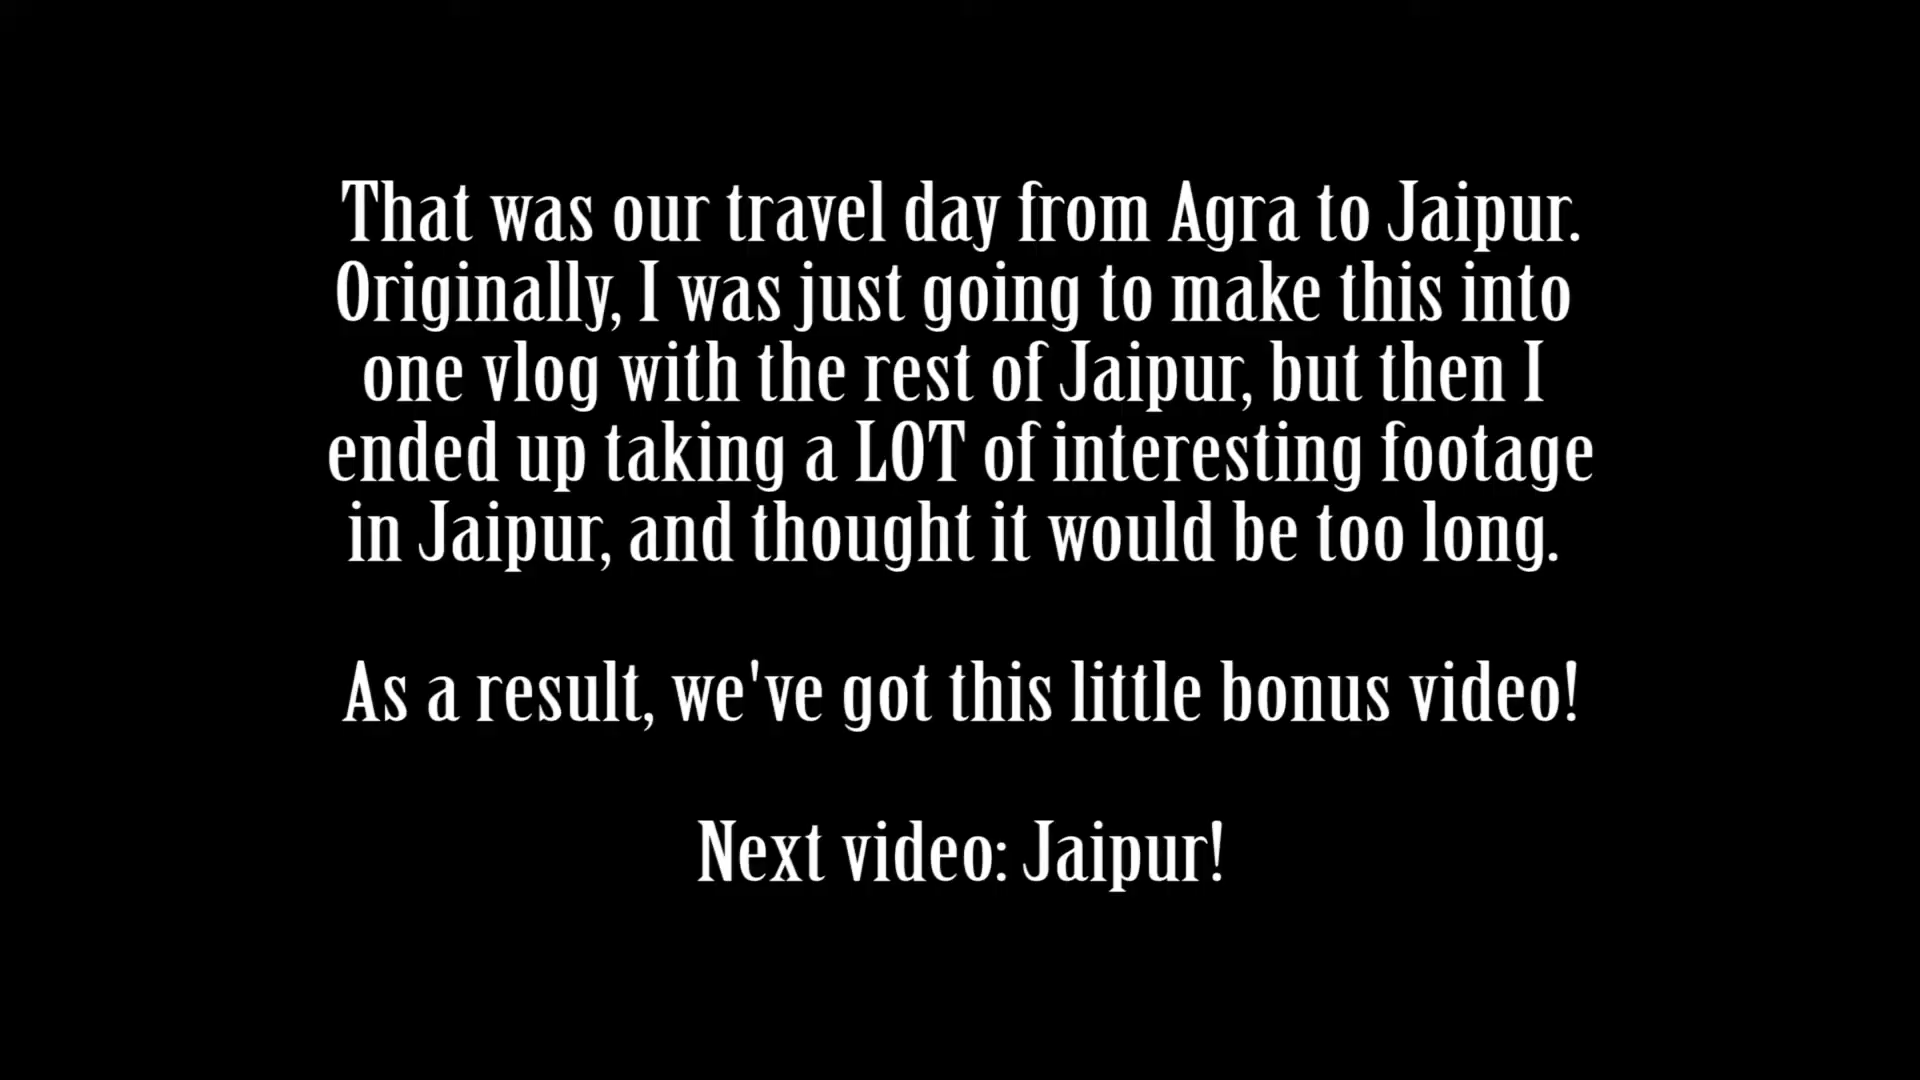 That was our travel day from Agra to Jaipur.
Originally, I was just going to make this into
one vlog with the rest of Jaipur, but then I
ended up taking a LOT of interesting footage
in Jaipur, and thought it would be too long.
As a result, we've got this little bonus video!
Next video: Jaipur!